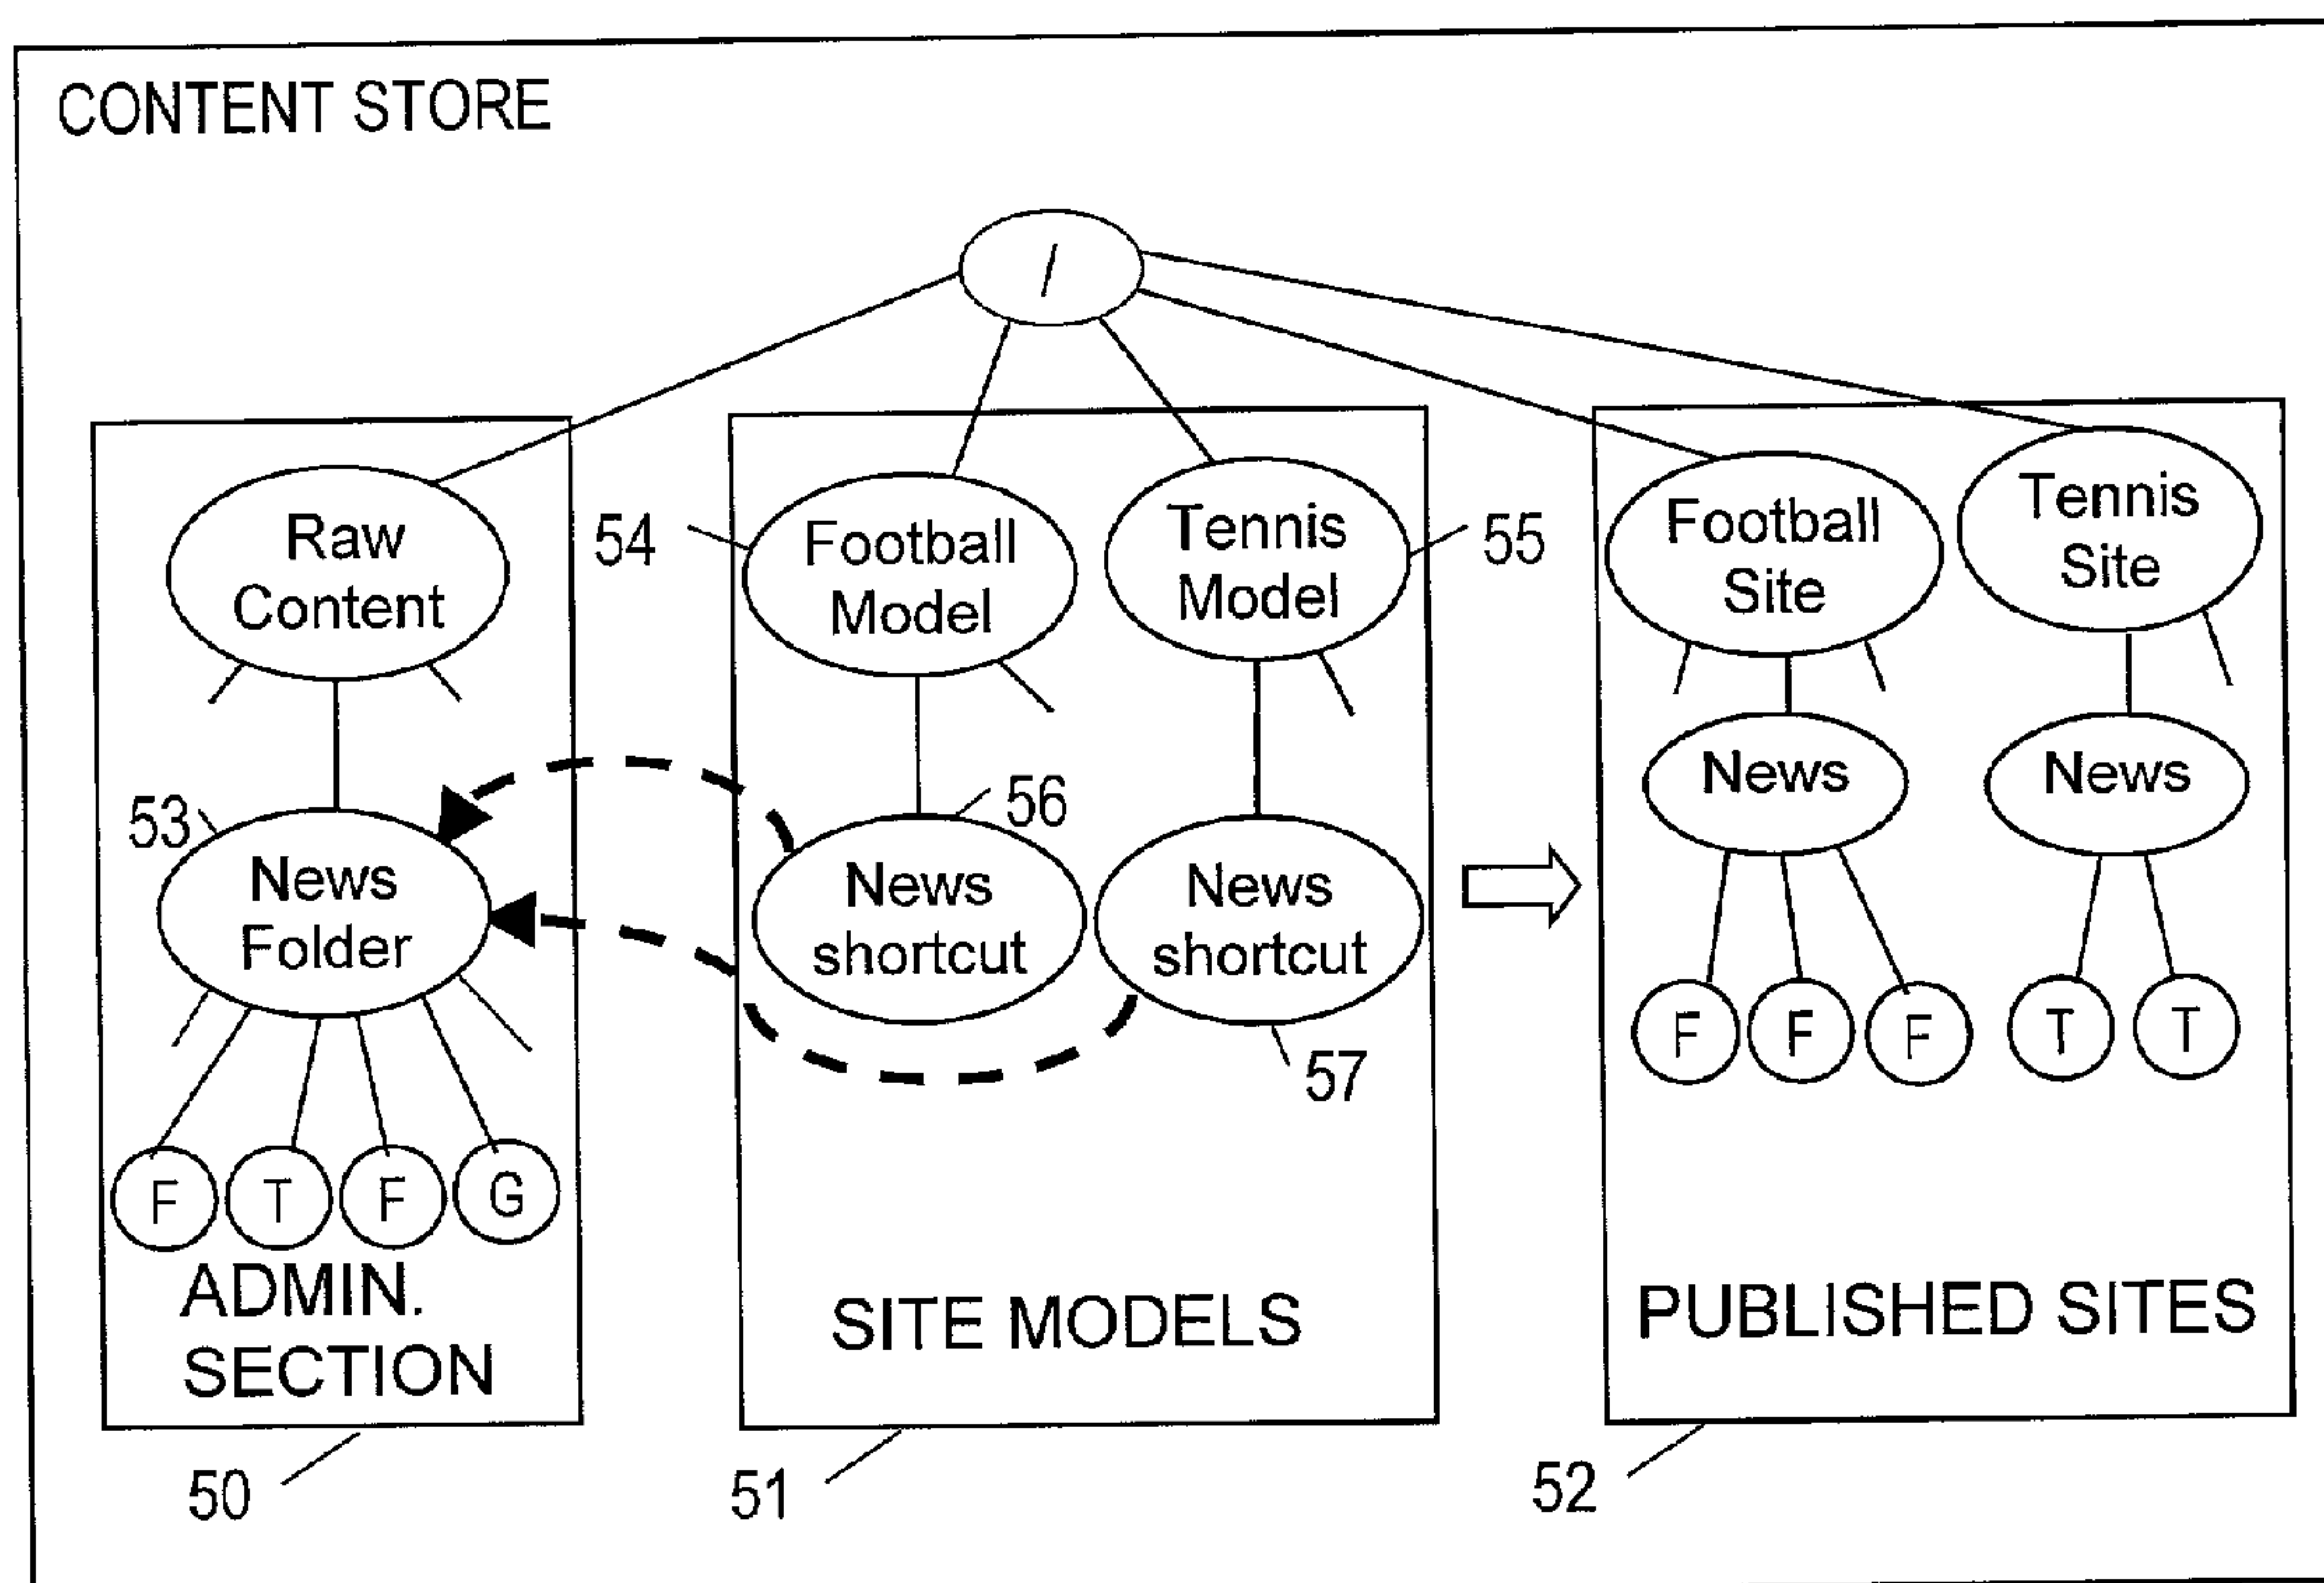 CONTENT STORE
/
Raw
Content
54
Football
Model
Tennis
Model
55
Football
Site
Tennis
Site
53
News
Folder
56
News
shortcut
News
shortcut
57
News
News
F
F
F
T
T
F
T
F
G
ADMIN.
SECTION
SITE MODELS
PUBLISHED SITES
50
51
52